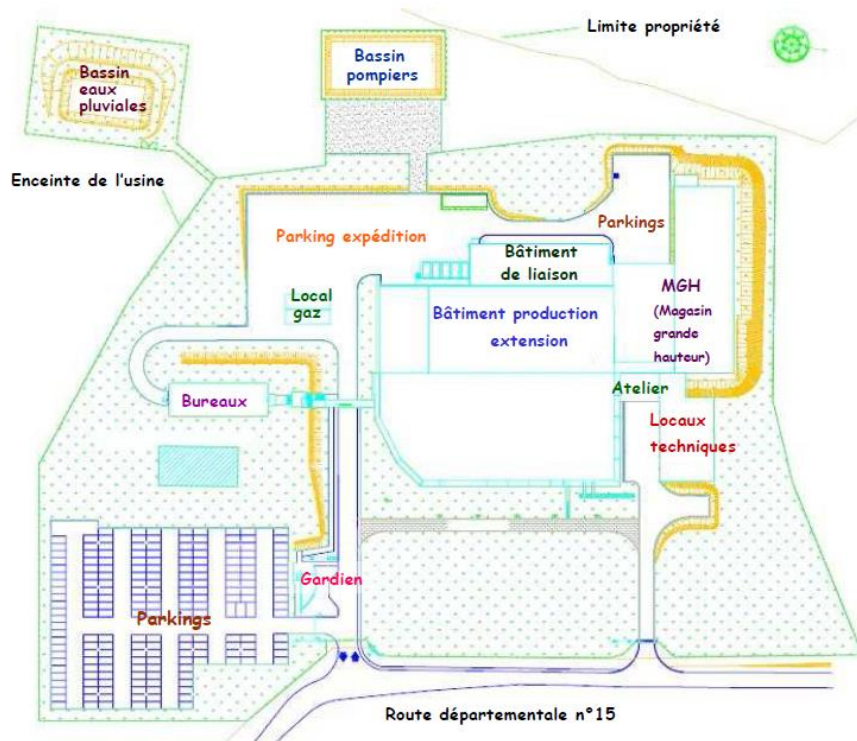 Limite propriété
Bassin
pompiers
Bassin
eaux
pluviales
Enceinte de l'usine
Parking expédition
Parkings
Bâtiment
de liaison
MGH
(Magasin
grande
hauteur)
Local
gaz
Bâtiment production
extension
Atelier
Bureaux
Locaux
techniques
Gardien
Parkings
Route départementale n°15